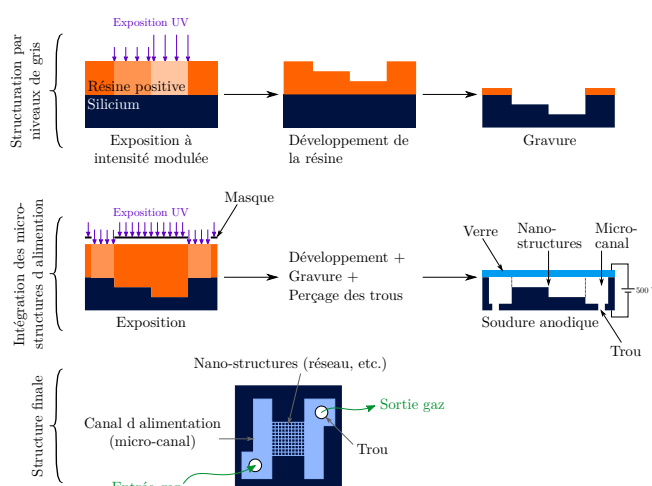 Structuration par
niveaux de gris
Exposition UV
Résine positive
Silicium
Exposition à
intensité modulée
Développement de
la résine
Gravure
Intégration des micro-
structures d alimention
Exposition UV
Masque
Exposition
Développement +
Gravure +
Perçage des trous
Verre
Nano-
structures
Micro-
canal
500
Soudure anodique
Trou
Structure finale
Nano-structures (réseau, etc.)
Canal d alimentation
(micro-canal)
Sortie gaz
Trou